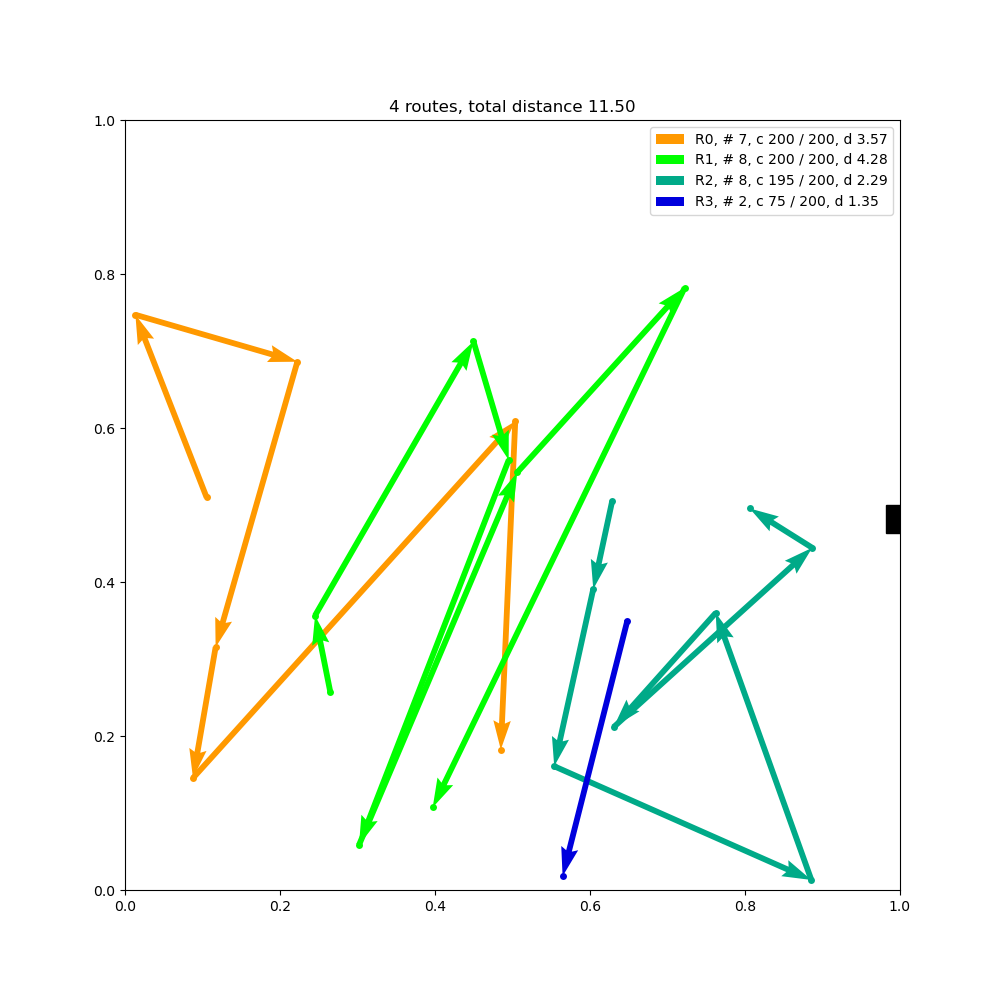 4 routes, total distance 11.50
R0, # 7, c 200 / 200, d 3.57
R1, # 8, c 200 / 200, d 4.28
R2, # 8, c 195 / 200, d 2.29
R3, # 2, c 75 / 200, d 1.35
1.0
0.8
0.6
0.4
0.2
0.0
0.0 0.2 0.4 0.6 0.8 1.0